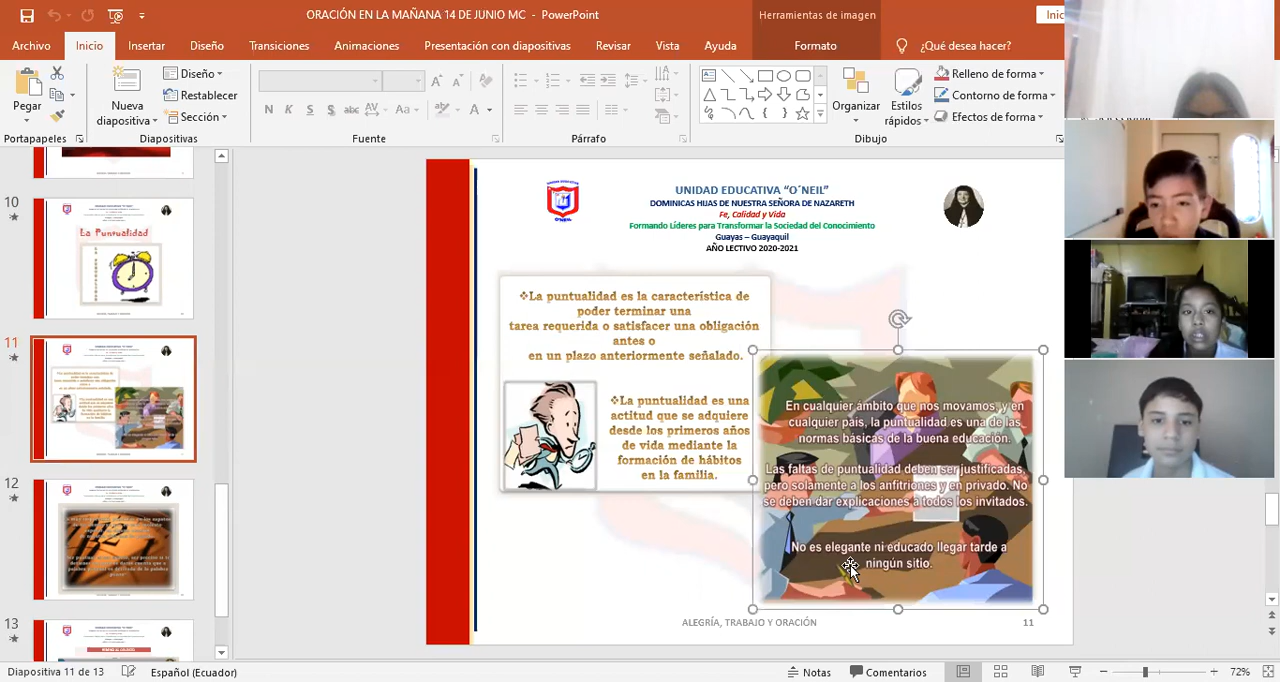 ORACIÓN EN LA MAÑANA 14 DE JUNIO MC - PowerPoint
Herramientas de imagen
Archivo Inicio Insertar Diseño Transiciones Animaciones Presentación con diapositivas Revisar Vista Ayuda Formato ¿Qué desea hacer?
Pegar
Nueva diapositiva
Diseño
Restablecer
Sección
N K S S abc AV Aa A
Organizar
Estilos rápidos
Relleno de forma
Contorno de forma
Efectos de forma
Portapapeles Diapositivas Fuente Párrafo Dibujo
10
La Puntualidad
11
12
13
UNIDAD EDUCATIVA “O´NEIL”
DOMINICAS HIJAS DE NUESTRA SEÑORA DE NAZARETH
Fe, Calidad y Vida
Formando Líderes para Transformar la Sociedad del Conocimiento
Guayas – Guayaquil
AÑO LECTIVO 2020-2021
La puntualidad es la característica de
poder terminar una
tarea requerida o satisfacer una obligación
antes o
en un plazo anteriormente señalado.
La puntualidad es una
actitud que se adquiere
desde los primeros años
de vida mediante la
formación de hábitos
en la familia.
En cualquier ámbito que nos movamos, y en
cualquier país, la puntualidad es una de las
normas básicas de la buena educación.
Las faltas de puntualidad deben ser justificadas,
pero solamente a los anfitriones y en privado. No
se deben dar explicaciones a todos los invitados.
No es elegante ni educado llegar tarde a
ningún sitio.
ALEGRÍA, TRABAJO Y ORACIÓN
11
Diapositiva 11 de 13 Español (Ecuador) Notas Comentarios 72%